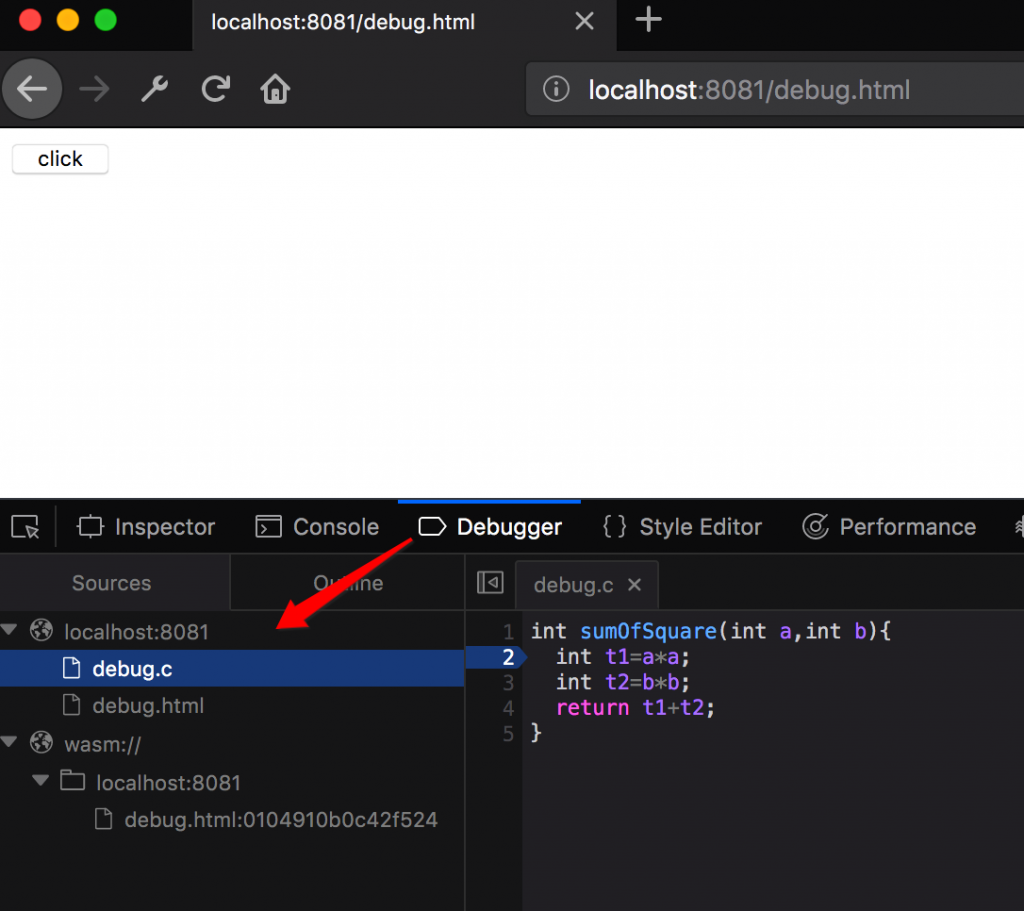 localhost:8081/debug.html
localhost:8081/debug.html
click
Inspector Console Debugger { } Style Editor Performance
Sources Outline
debug.c
localhost:8081
debug.c
debug.html
wasm://
localhost:8081
debug.html:0104910b0c42f524
1 int sumOfSquare(int a,int b){
2 int t1=a*a;
3 int t2=b*b;
4 return t1+t2;
5 }